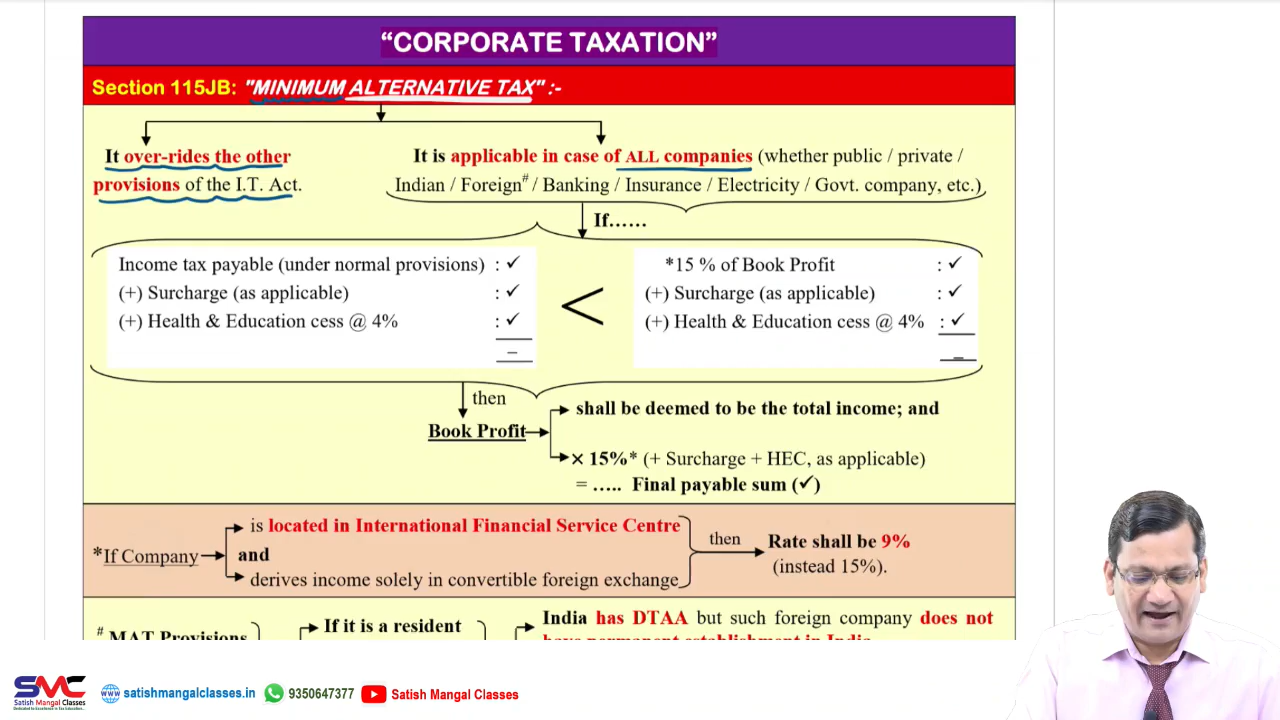 “CORPORATE TAXATION”
Section 115JB: "MINIMUM ALTERNATIVE TAX" :-
It over-rides the other
provisions of the I.T. Act.
It is applicable in case of ALL companies (whether public / private /
Indian / Foreign# / Banking / Insurance / Electricity / Govt. company, etc.)
If……
Income tax payable (under normal provisions) : ✓
(+) Surcharge (as applicable) : ✓
(+) Health & Education cess @ 4% : ✓
–
<
*15 % of Book Profit : ✓
(+) Surcharge (as applicable) : ✓
(+) Health & Education cess @ 4% : ✓
–
then
Book Profit
shall be deemed to be the total income; and
× 15%* (+ Surcharge + HEC, as applicable)
= ….. Final payable sum (✓)
*If Company
is located in International Financial Service Centre
and
derives income solely in convertible foreign exchange
then
Rate shall be 9%
(instead 15%).
# MAT Provisions
If it is a resident
India has DTAA but such foreign company does not
have permanent establishment in India
SMC
Satish Mangal Classes
satishmangalclasses.in
9350647377
Satish Mangal Classes